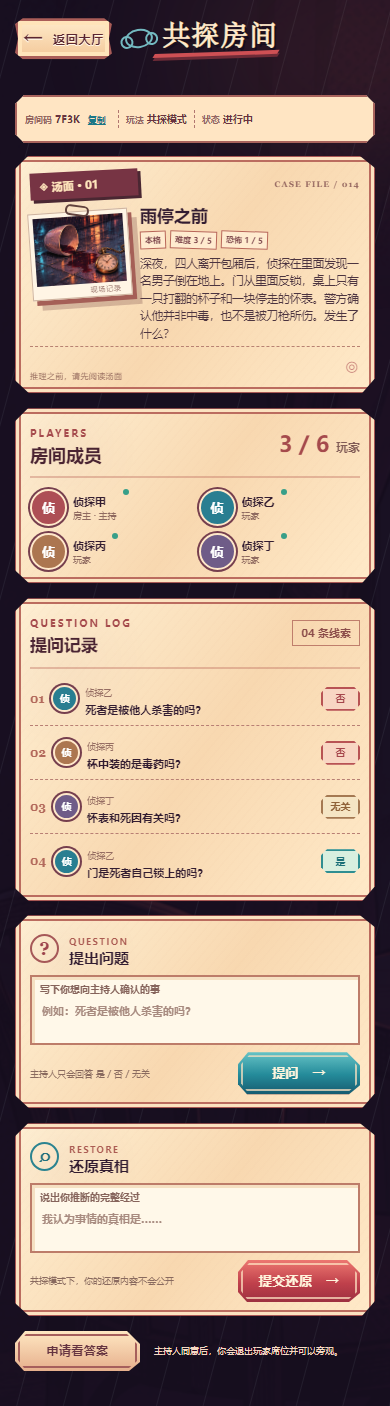 ← 返回大厅
共探房间
房间码 7F3K 复制 玩法 共探模式 状态 进行中
◈ 汤面 • 01
CASE FILE / 014
现场记录
雨停之前
本格 难度 3 / 5 恐怖 1 / 5
深夜，四人离开包厢后，侦探在里面发现一
名男子倒在地上。门从里面反锁，桌上只有
一只打翻的杯子和一块停走的怀表。警方确
认他并非中毒，也不是被刀枪所伤。发生了
什么？
推理之前，请先阅读汤面
PLAYERS
房间成员
3 / 6 玩家
侦 侦探甲
房主 · 主持
侦 侦探乙
玩家
侦 侦探丙
玩家
侦 侦探丁
玩家
QUESTION LOG
提问记录
04 条线索
01 侦 侦探乙
死者是被他人杀害的吗？
否
02 侦 侦探丙
杯中装的是毒药吗？
否
03 侦 侦探丁
怀表和死因有关吗？
无关
04 侦 侦探乙
门是死者自己锁上的吗？
是
? QUESTION
提出问题
写下你想向主持人确认的事
例如：死者是被他人杀害的吗？
主持人只会回答 是 / 否 / 无关
提问 →
RESTORE
还原真相
说出你推断的完整经过
我认为事情的真相是……
共探模式下，你的还原内容不会公开
提交还原 →
申请看答案
主持人同意后，你会退出玩家席位并可以旁观。